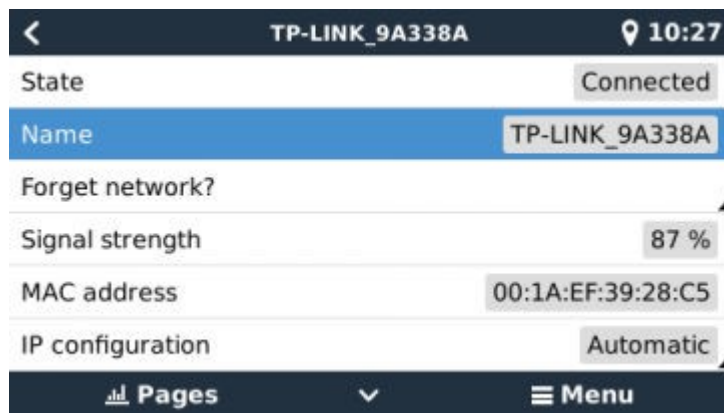 TP-LINK_9A338A 10:27
State Connected
Name TP-LINK_9A338A
Forget network?
Signal strength 87 %
MAC address 00:1A:EF:39:28:C5
IP configuration Automatic
Pages Menu